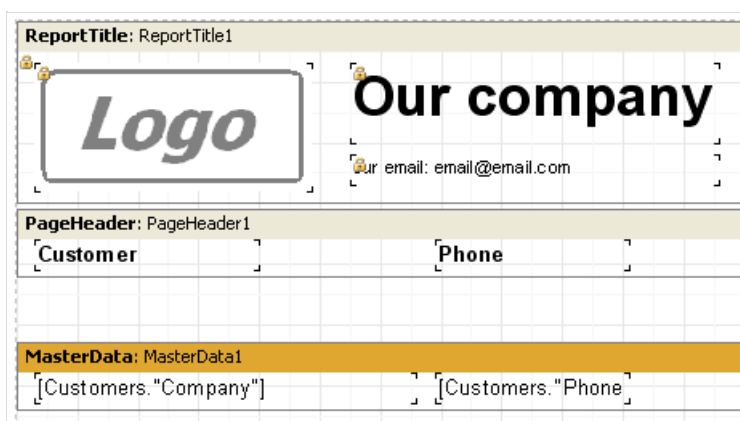 ReportTitle: ReportTitle1
Logo
Our company
ur email: email@email.com
PageHeader: PageHeader1
Customer Phone
MasterData: MasterData1
[Customers."Company"] [Customers."Phone